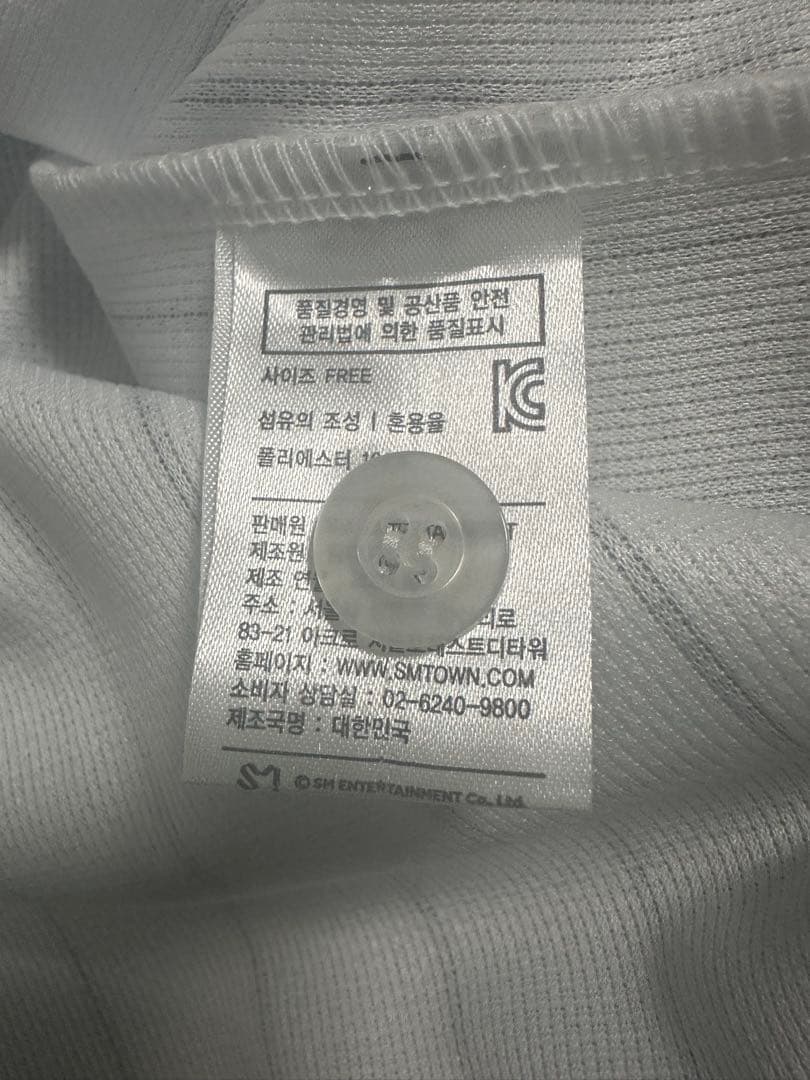 품질경영 및 공산품 안전
관리법에 의한 품질표시
사이즈 FREE
섬유의 조성 | 혼용율
폴리에스터
판매원
제조원
제조
주소 :
83-21
홈페이지 : WWW.SMTOWN.COM
소비자 상담실 : 02-6240-9800
제조국명 : 대한민국
SM © SM ENTERTAINMENT Co., Ltd.